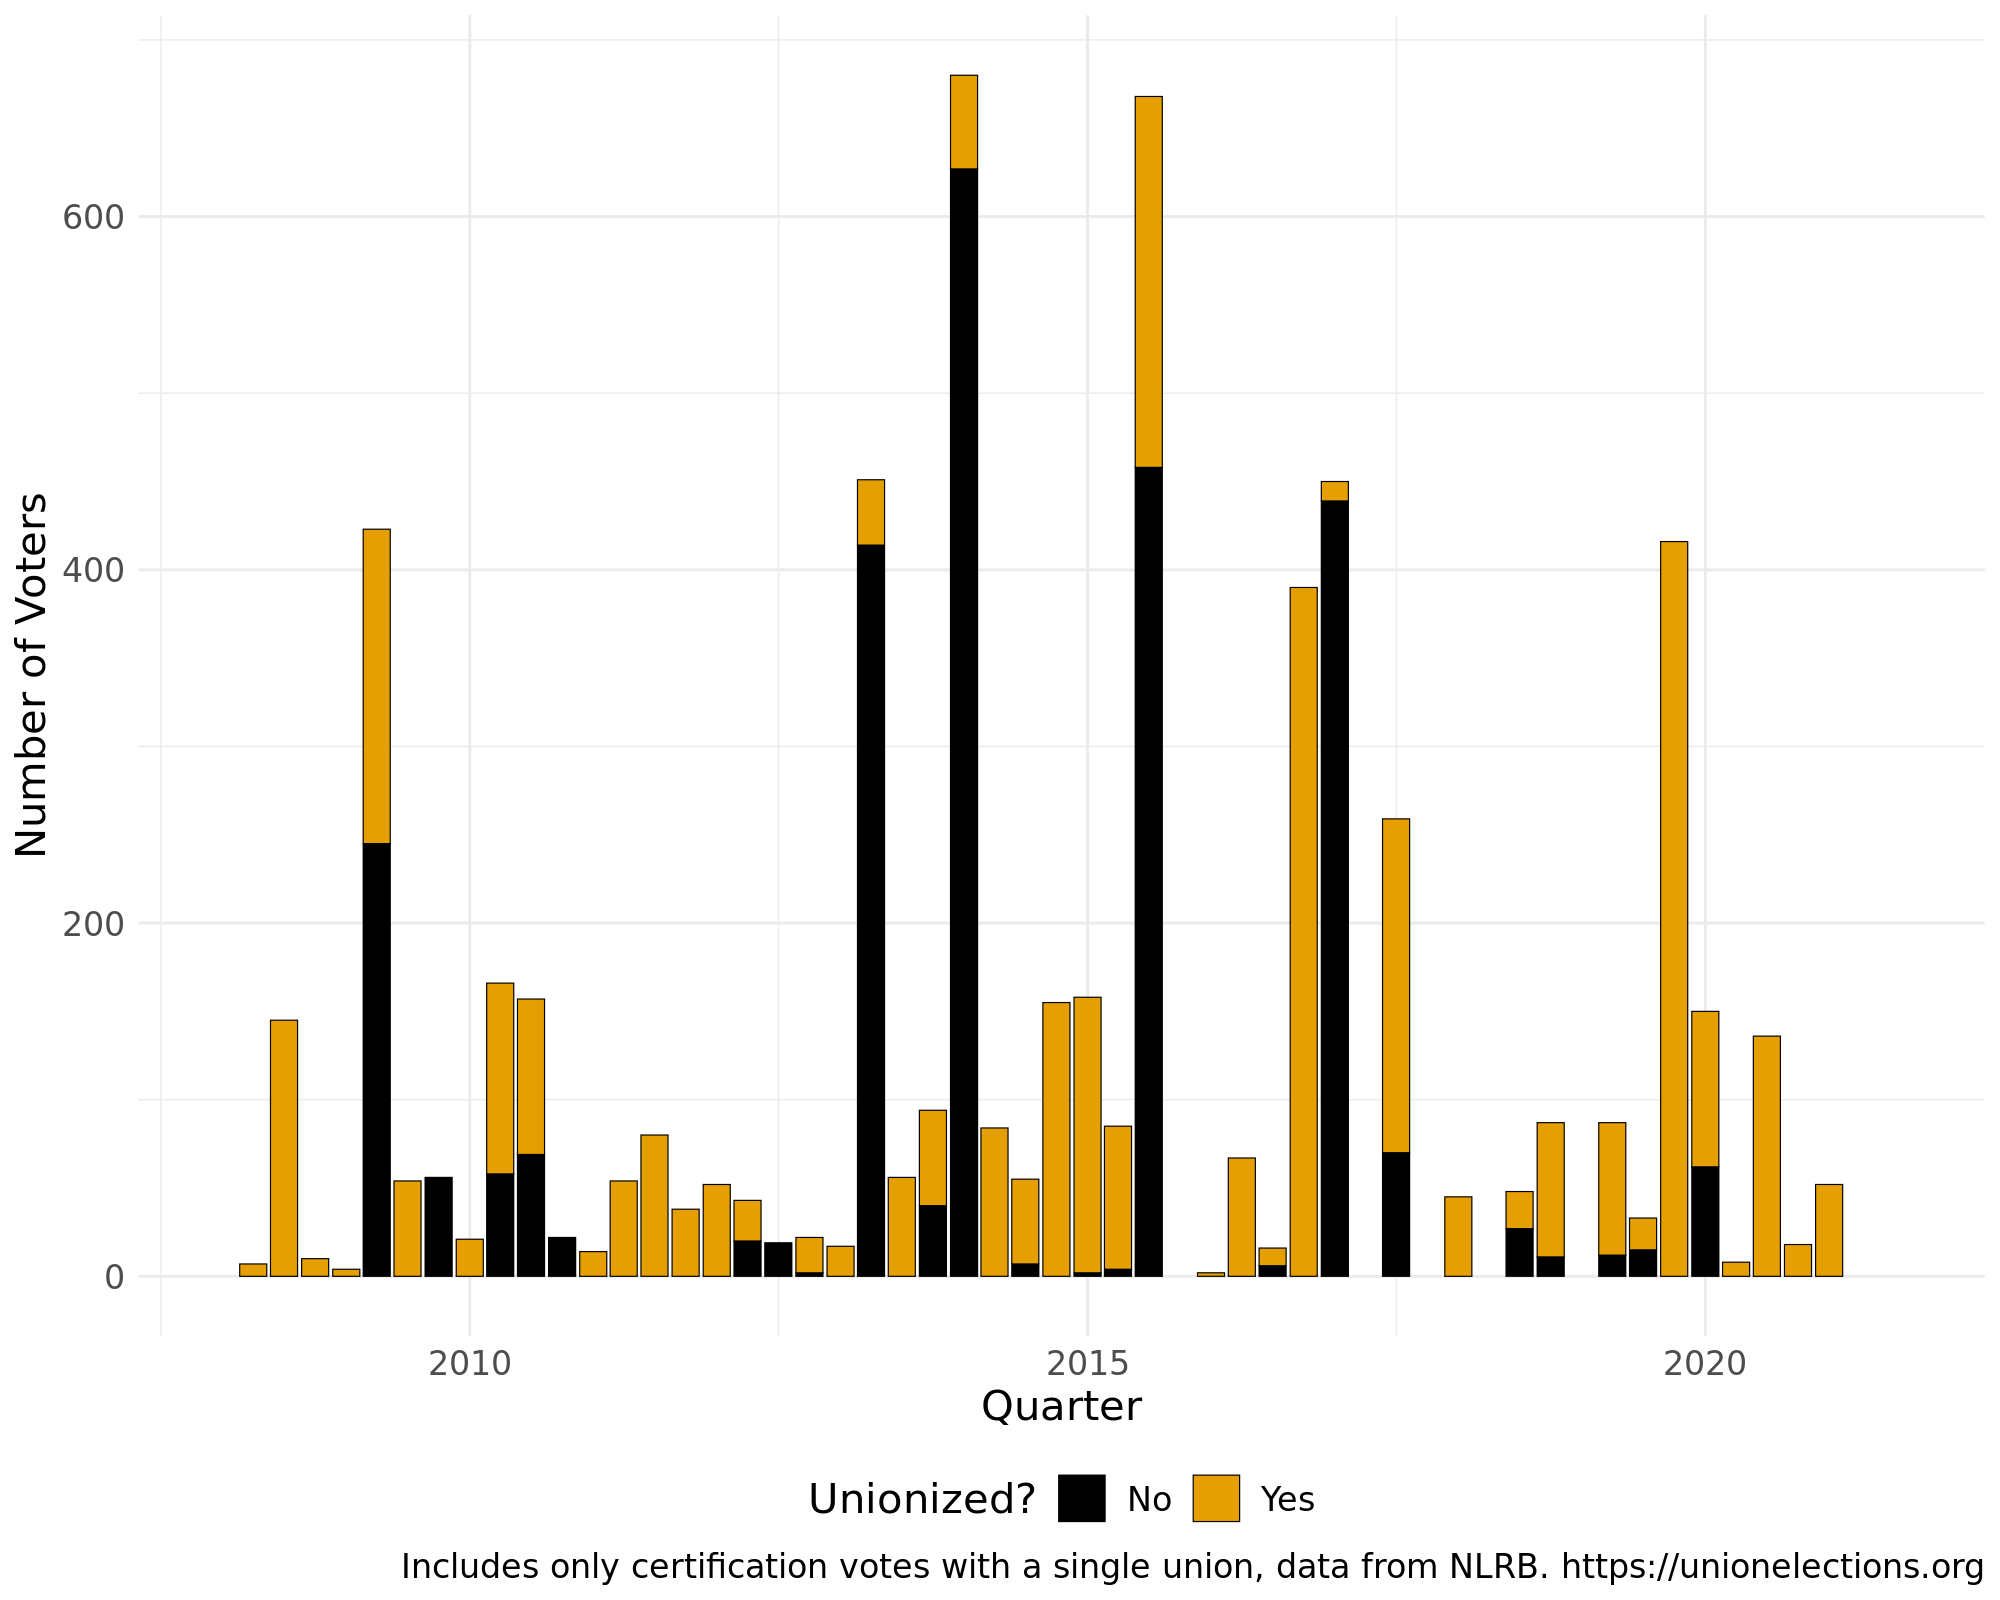 Number of Voters
600
400
200
0
2010 2015 2020
Quarter
Unionized? No Yes
Includes only certification votes with a single union, data from NLRB. https://unionelections.org